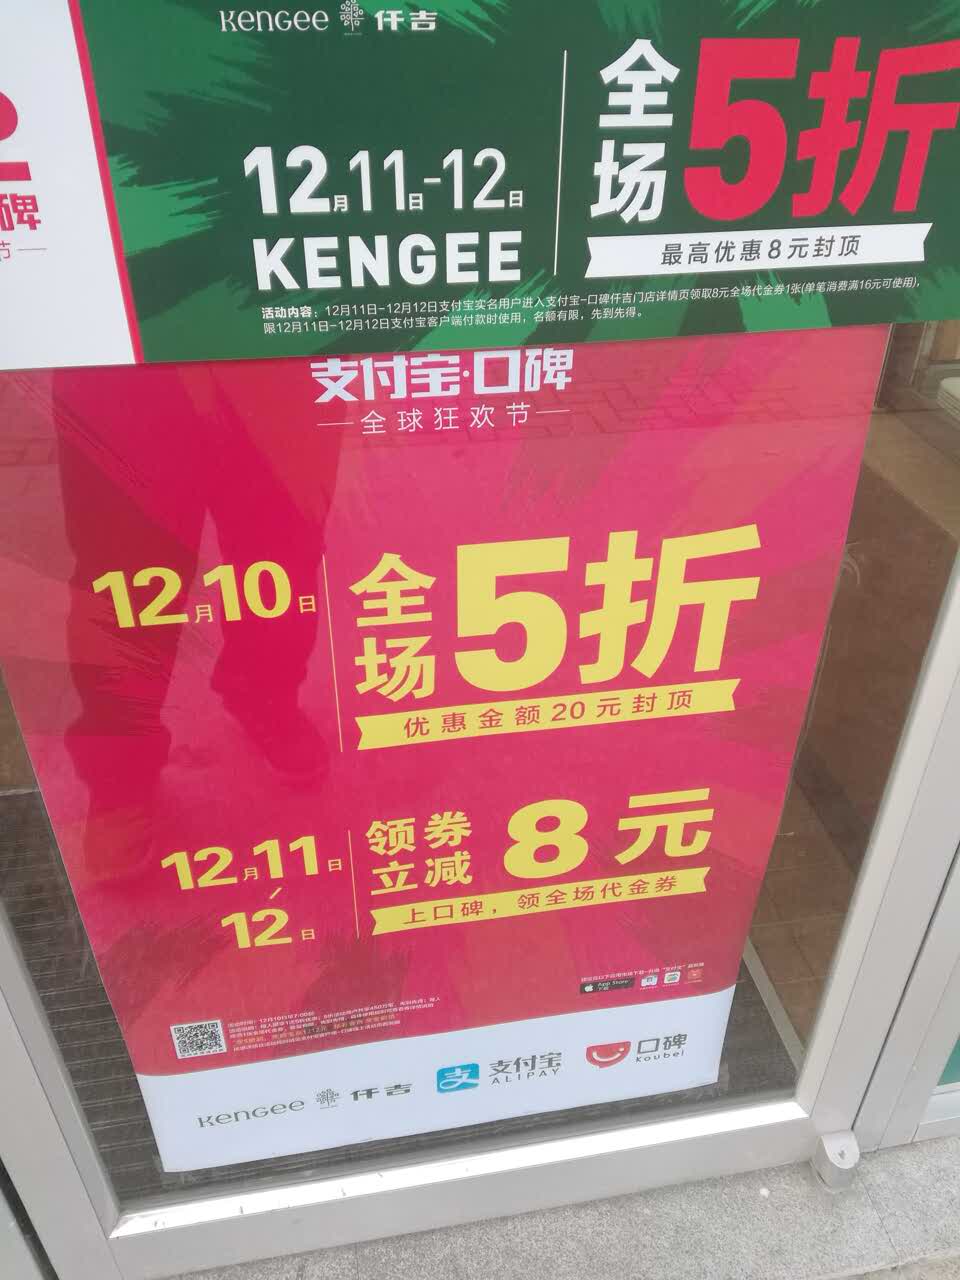 KENGEE 仟吉
12月11日-12日
KENGEE
全场5折
最高优惠8元封顶
活动内容：12月11日-12月12日支付宝实名用户进入支付宝-口碑仟吉门店详情页领取8元全场代金券1张(单笔消费满16元可使用)，
限12月11日-12月12日支付宝客户端付款时使用，名额有限，先到先得。
碑
节
支付宝·口碑
全球狂欢节
12月10日
全场5折
优惠金额20元封顶
12月11日
12日
领券立减8元
上口碑，领全场代金券
App Store
下载
KENGEE 仟吉
支付宝
ALIPAY
口碑
Koubei